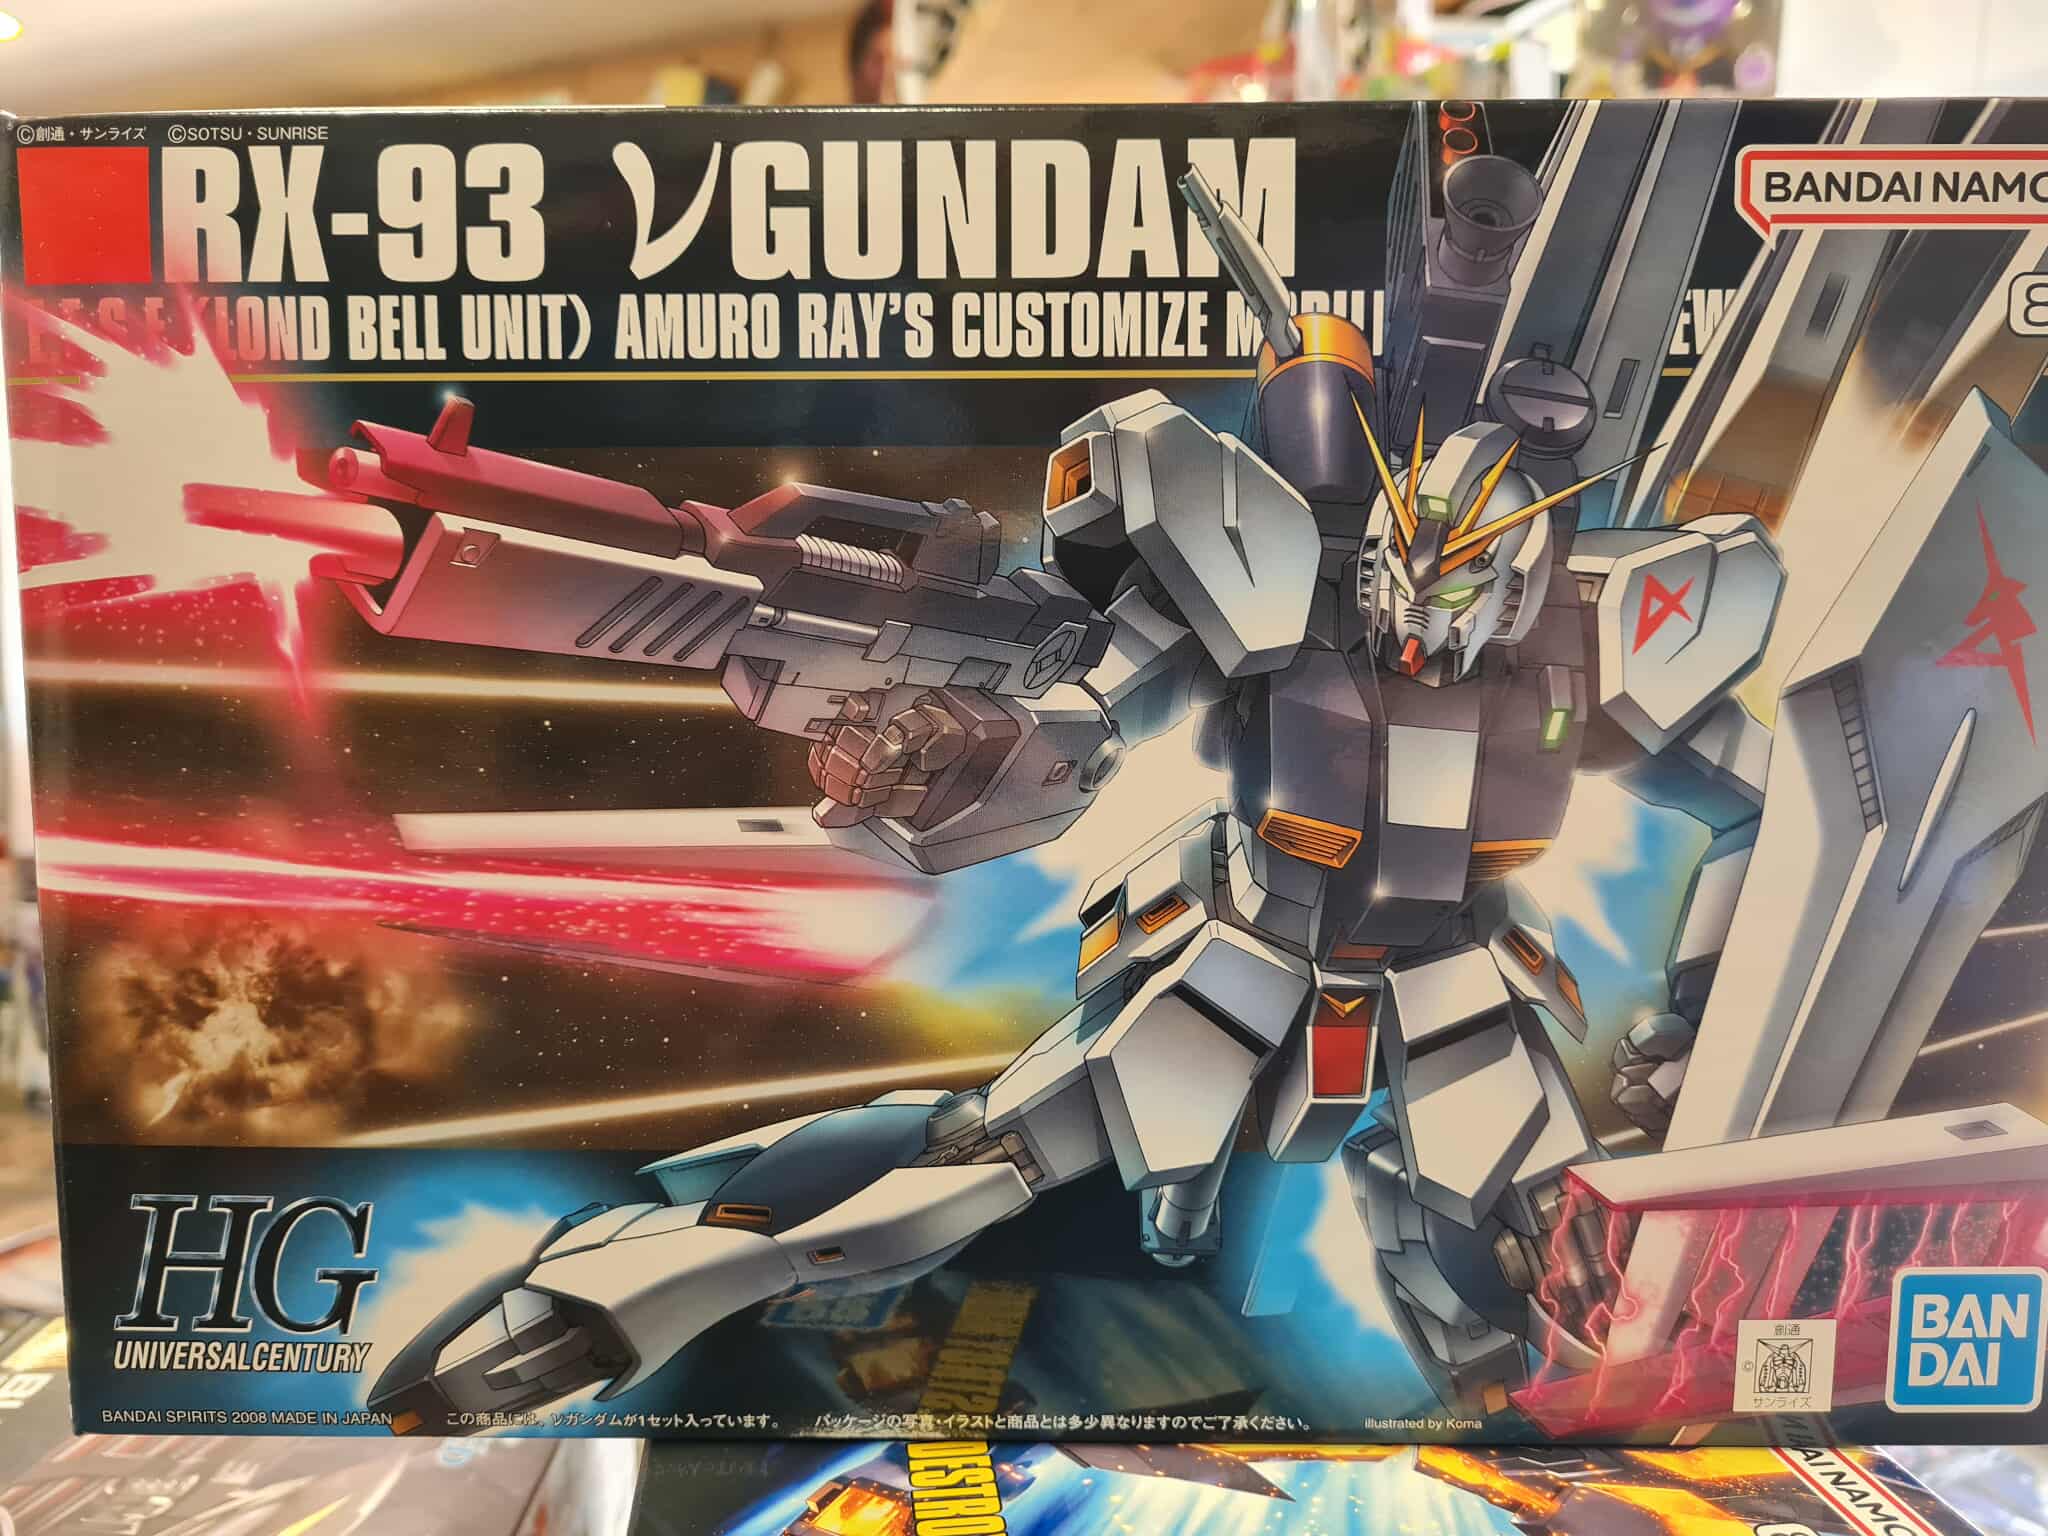 ©創通・サンライズ ©SOTSU・SUNRISE
RX-93 νGUNDAM
BANDAI NAMC
8
BELL UNIT) AMURO RAY'S CUSTOMIZE
HG
UNIVERSALCENTURY
BAN
DAI
創通
©
サンライズ
BANDAI SPIRITS 2008 MADE IN JAPAN
この商品には、νガンダムが1セット入っています。 パッケージの写真・イラストと商品とは多少異なりますのでご了承ください。
illustrated by Koma
DESTRO
AI NAMC